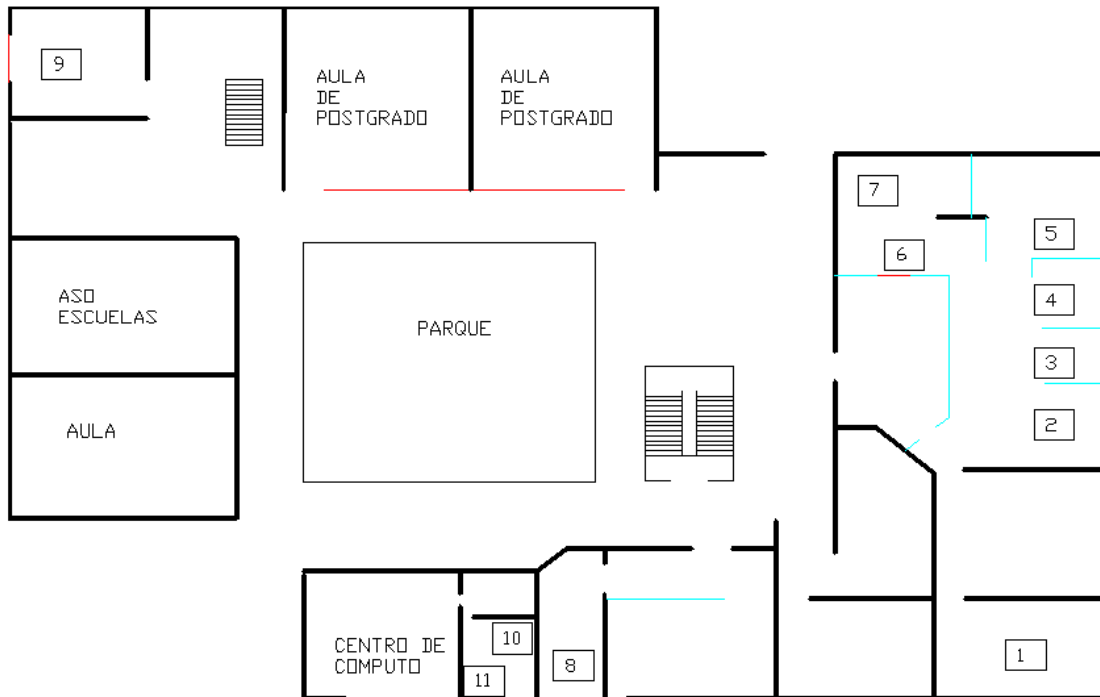 9
AULA
DE
POSTGRADO
AULA
DE
POSTGRADO
7
6
5
4
3
2
ASO
ESCUELAS
PARQUE
AULA
CENTRO DE
COMPUTO
10
11
8
1